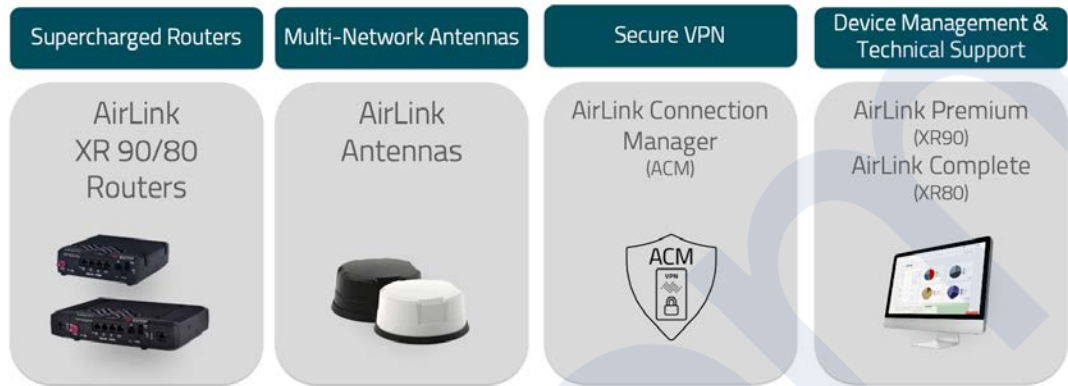 Supercharged Routers
Multi-Network Antennas
Secure VPN
Device Management &
Technical Support
AirLink
XR 90/80
Routers
AirLink
Antennas
AirLink Connection
Manager
(ACM)
ACM
VPN
AirLink Premium
(XR90)
AirLink Complete
(XR80)